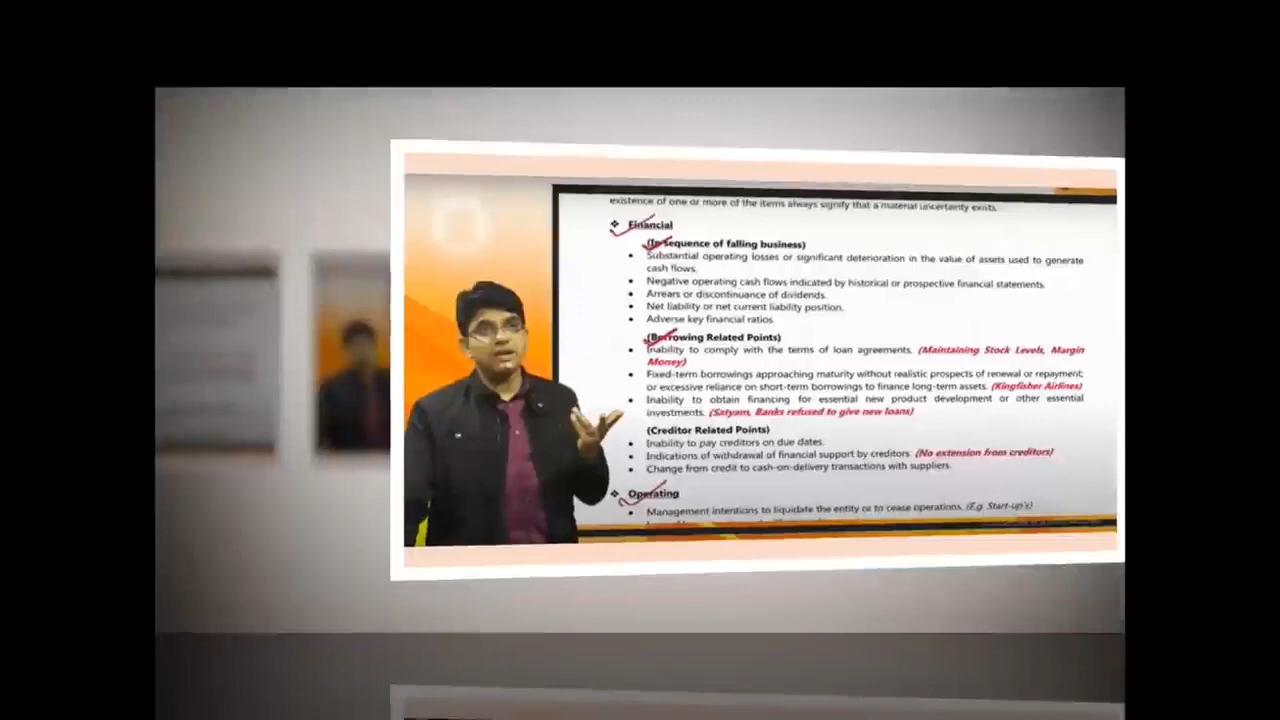 existence of one or more of the items always signify that a material uncertainty exists.
❖ Financial
(In sequence of falling business)
• Substantial operating losses or significant deterioration in the value of assets used to generate
cash flows.
• Negative operating cash flows indicated by historical or prospective financial statements.
• Arrears or discontinuance of dividends.
• Net liability or net current liability position.
• Adverse key financial ratios.
(Borrowing Related Points)
• Inability to comply with the terms of loan agreements. (Maintaining Stock Levels, Margin
Money)
• Fixed-term borrowings approaching maturity without realistic prospects of renewal or repayment;
or excessive reliance on short-term borrowings to finance long-term assets. (Kingfisher Airlines)
• Inability to obtain financing for essential new product development or other essential
investments. (Satyam, Banks refused to give new loans)
(Creditor Related Points)
• Inability to pay creditors on due dates.
• Indications of withdrawal of financial support by creditors. (No extension from creditors)
• Change from credit to cash-on-delivery transactions with suppliers.
❖ Operating
• Management intentions to liquidate the entity or to cease operations. (E.g. Start-up's)